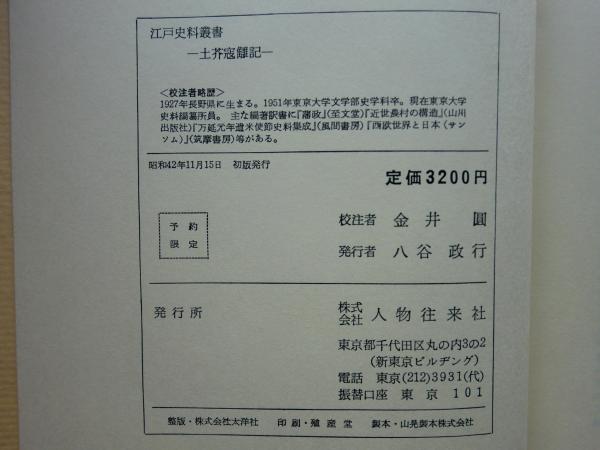 江戸史料叢書
―土芥寇讎記―
<校注者略歴>
1927年長野県に生まる。1951年東京大学文学部史学科卒。現在東京大学
史料編纂所員。 主な編著訳書に『藩政』(至文堂)『近世農村の構造』(山川
出版社)『万延元年遣米使節史料集成』(風間書房)『西欧世界と日本(サン
ソム)』(筑摩書房)等がある。
昭和42年11月15日 初版発行
定価3200円
予約
限定
校注者 金井 圓
発行者 八谷 政行
発行所
株式
会社 人物往来社
東京都千代田区丸の内3の2
(新東京ビルヂング)
電話 東京(212)3931(代)
振替口座 東京 101
整版・株式会社太洋社 印刷・殖産堂 製本・山晃製本株式会社